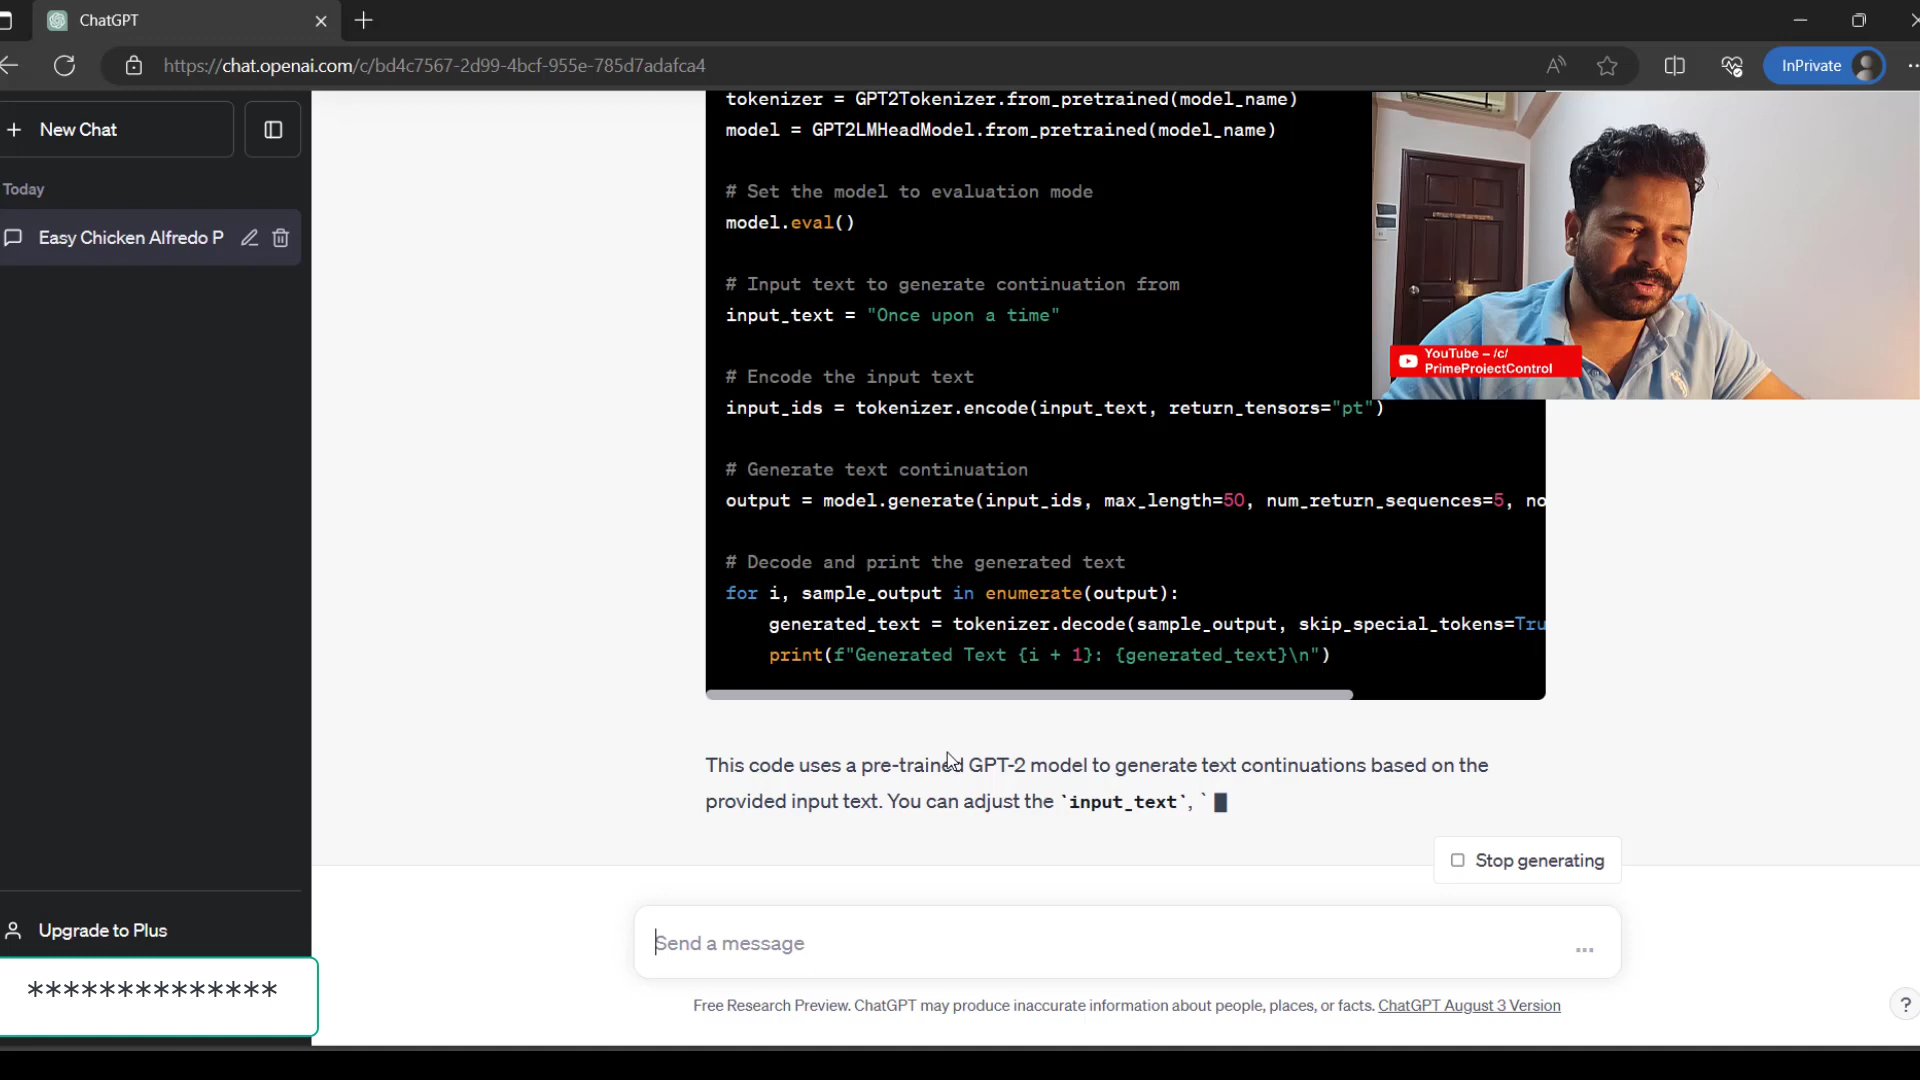 ChatGPT
https://chat.openai.com/c/bd4c7567-2d99-4bcf-955e-785d7adafca4
InPrivate
New Chat
Today
Easy Chicken Alfredo P
tokenizer = GPT2Tokenizer.from_pretrained(model_name)
model = GPT2LMHeadModel.from_pretrained(model_name)
# Set the model to evaluation mode
model.eval()
# Input text to generate continuation from
input_text = "Once upon a time"
# Encode the input text
input_ids = tokenizer.encode(input_text, return_tensors="pt")
# Generate text continuation
output = model.generate(input_ids, max_length=50, num_return_sequences=5, no
# Decode and print the generated text
for i, sample_output in enumerate(output):
generated_text = tokenizer.decode(sample_output, skip_special_tokens=Tru
print(f"Generated Text {i + 1}: {generated_text}\n")
YouTube – /c/
PrimeProjectControl
This code uses a pre-trained GPT-2 model to generate text continuations based on the
provided input text. You can adjust the `input_text`, `
Stop generating
Send a message
Free Research Preview. ChatGPT may produce inaccurate information about people, places, or facts. ChatGPT August 3 Version
Upgrade to Plus
**************
?